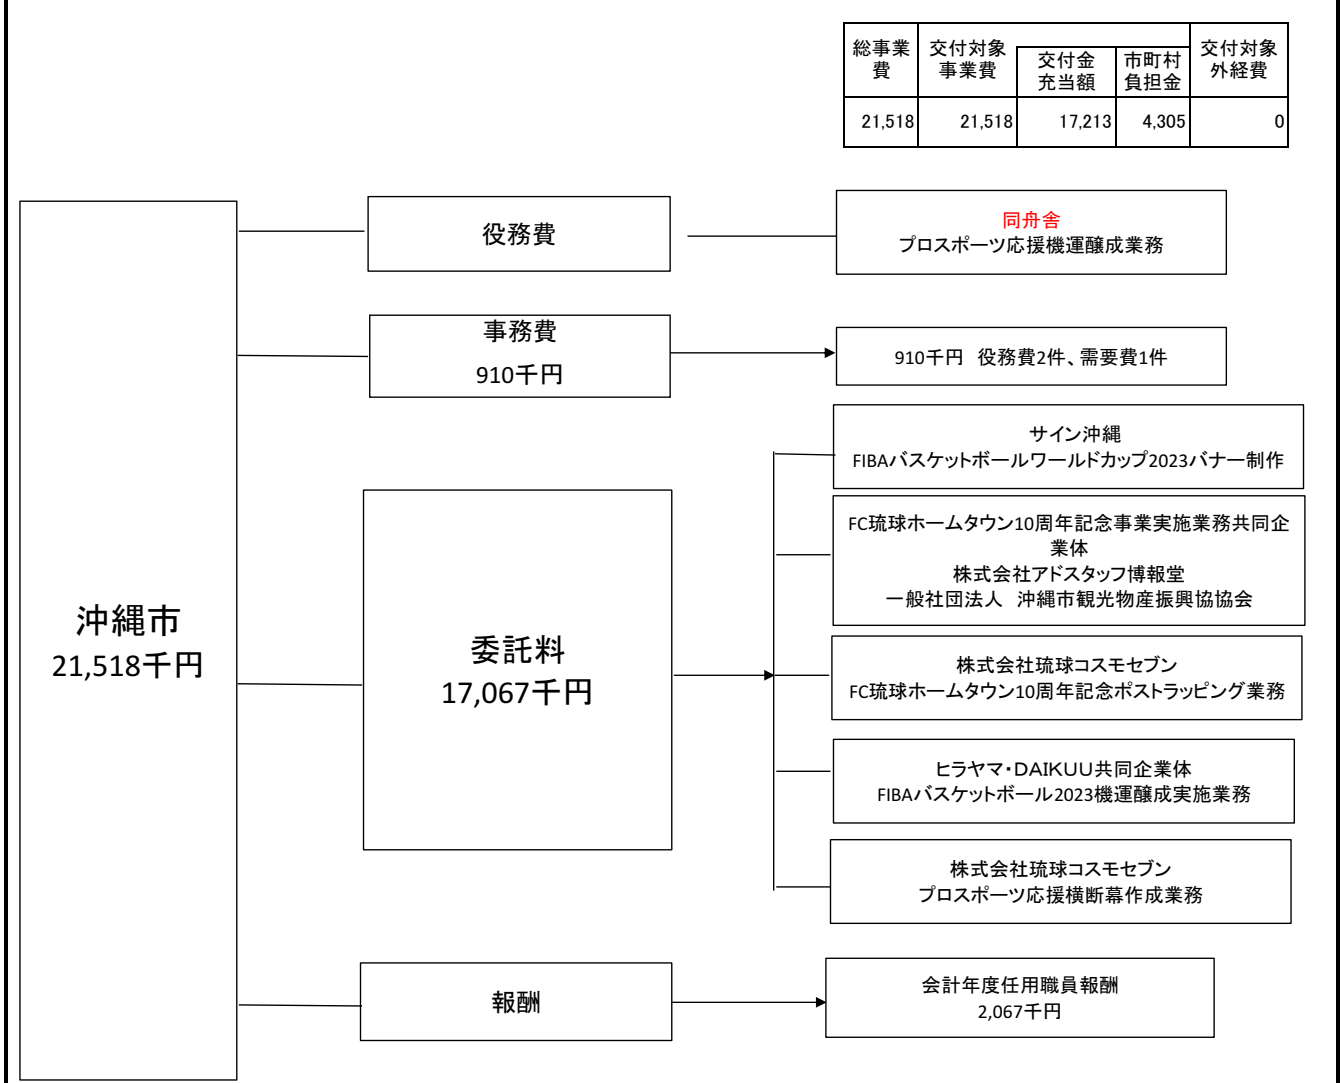 総事業費
交付対象
事業費
交付金
充当額
市町村
負担金
交付対象
外経費
21,518 21,518 17,213 4,305 0
沖縄市
21,518千円
役務費
同舟舎
プロスポーツ応援機運醸成業務
事務費
910千円
910千円 役務費2件、需要費1件
委託料
17,067千円
サイン沖縄
FIBAバスケットボールワールドカップ2023バナー制作
FC琉球ホームタウン10周年記念事業実施業務共同企
業体
株式会社アドスタッフ博報堂
一般社団法人 沖縄市観光物産振興協協会
株式会社琉球コスモセブン
FC琉球ホームタウン10周年記念ポストラッピング業務
ヒラヤマ・DAIKUU共同企業体
FIBAバスケットボール2023機運醸成実施業務
株式会社琉球コスモセブン
プロスポーツ応援横断幕作成業務
報酬
会計年度任用職員報酬
2,067千円